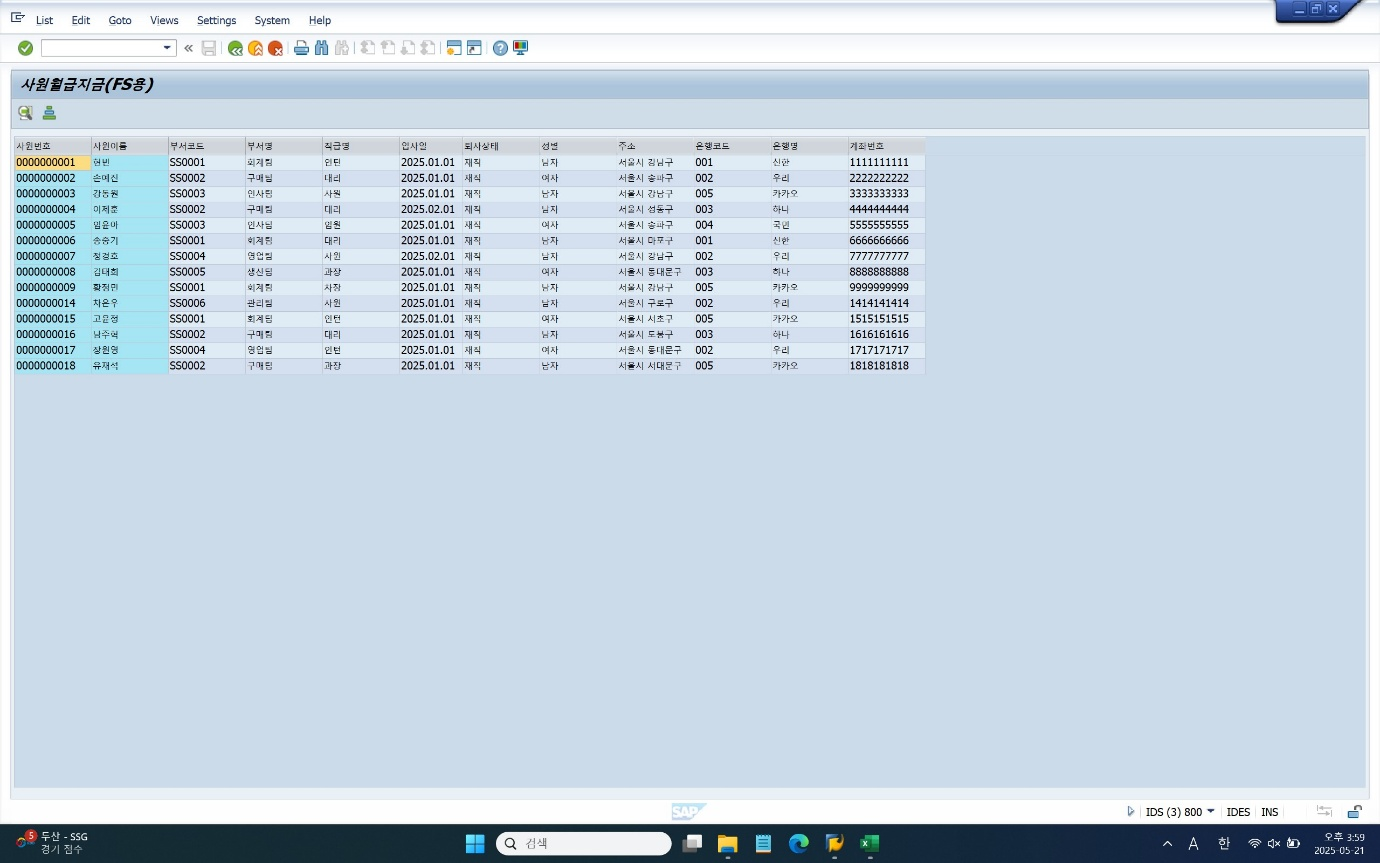 List Edit Goto Views Settings System Help
사원월급지금(FS용)
사원번호 사원이름 부서코드 부서명 직급명 입사일 퇴사상태 성별 주소 은행코드 은행명 계좌번호
0000000001 현빈 SS0001 회계팀 인턴 2025.01.01 재직 남자 서울시 강남구 001 신한 1111111111
0000000002 손예진 SS0002 구매팀 대리 2025.01.01 재직 여자 서울시 송파구 002 우리 2222222222
0000000003 강동원 SS0003 인사팀 사원 2025.01.01 재직 남자 서울시 강남구 005 카카오 3333333333
0000000004 이제훈 SS0002 구매팀 대리 2025.02.01 재직 남자 서울시 성동구 003 하나 4444444444
0000000005 임윤아 SS0003 인사팀 임원 2025.01.01 재직 여자 서울시 송파구 004 국민 5555555555
0000000006 송중기 SS0001 회계팀 대리 2025.01.01 재직 남자 서울시 마포구 001 신한 6666666666
0000000007 정경호 SS0004 영업팀 사원 2025.02.01 재직 남자 서울시 강남구 002 우리 7777777777
0000000008 김태희 SS0005 생산팀 과장 2025.01.01 재직 여자 서울시 동대문구 003 하나 8888888888
0000000009 황정민 SS0001 회계팀 차장 2025.01.01 재직 남자 서울시 강남구 005 카카오 9999999999
0000000014 차은우 SS0006 관리팀 사원 2025.01.01 재직 남자 서울시 구로구 002 우리 1414141414
0000000015 고윤정 SS0001 회계팀 인턴 2025.01.01 재직 여자 서울시 서초구 005 카카오 1515151515
0000000016 남주혁 SS0002 구매팀 대리 2025.01.01 재직 남자 서울시 도봉구 003 하나 1616161616
0000000017 장원영 SS0004 영업팀 인턴 2025.01.01 재직 여자 서울시 동대문구 002 우리 1717171717
0000000018 유재석 SS0002 구매팀 과장 2025.01.01 재직 남자 서울시 서대문구 005 카카오 1818181818
SAP
IDS (3) 800 IDES INS
5 두산 - SSG
경기 점수
검색
A 한
오후 3:59
2025-05-21